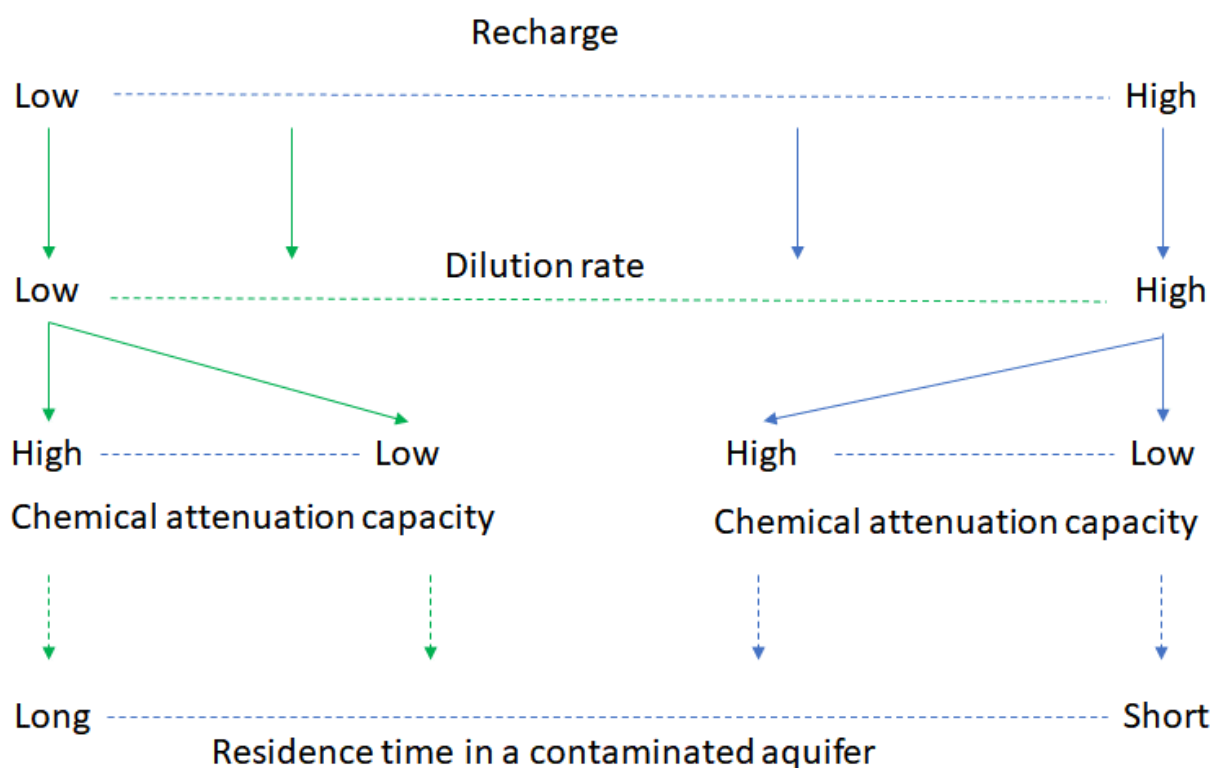 Recharge
Low High
Dilution rate
Low High
High Low High Low
Chemical attenuation capacity Chemical attenuation capacity
Long Short
Residence time in a contaminated aquifer